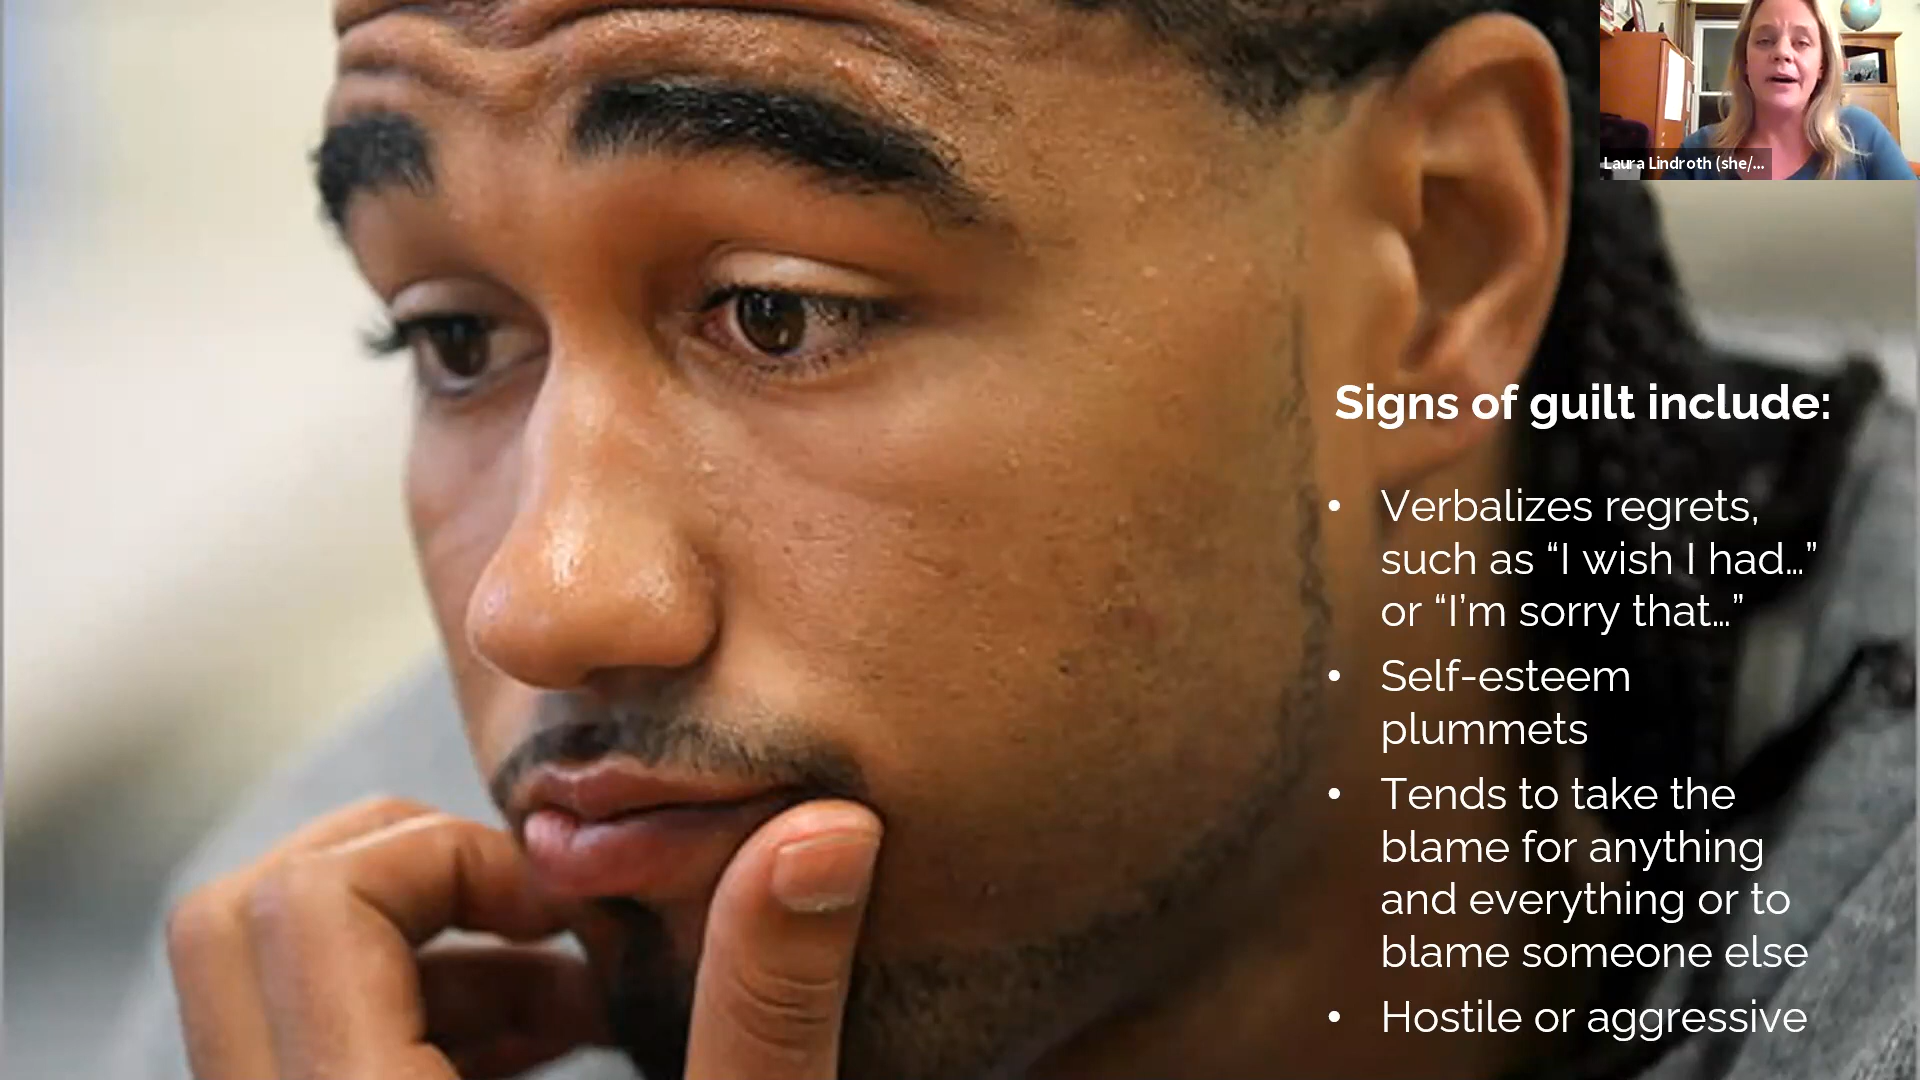 Laura Lindroth (she/...
Signs of guilt include:
• Verbalizes regrets,
such as “I wish I had...”
or “I’m sorry that...”
• Self-esteem
plummets
• Tends to take the
blame for anything
and everything or to
blame someone else
• Hostile or aggressive